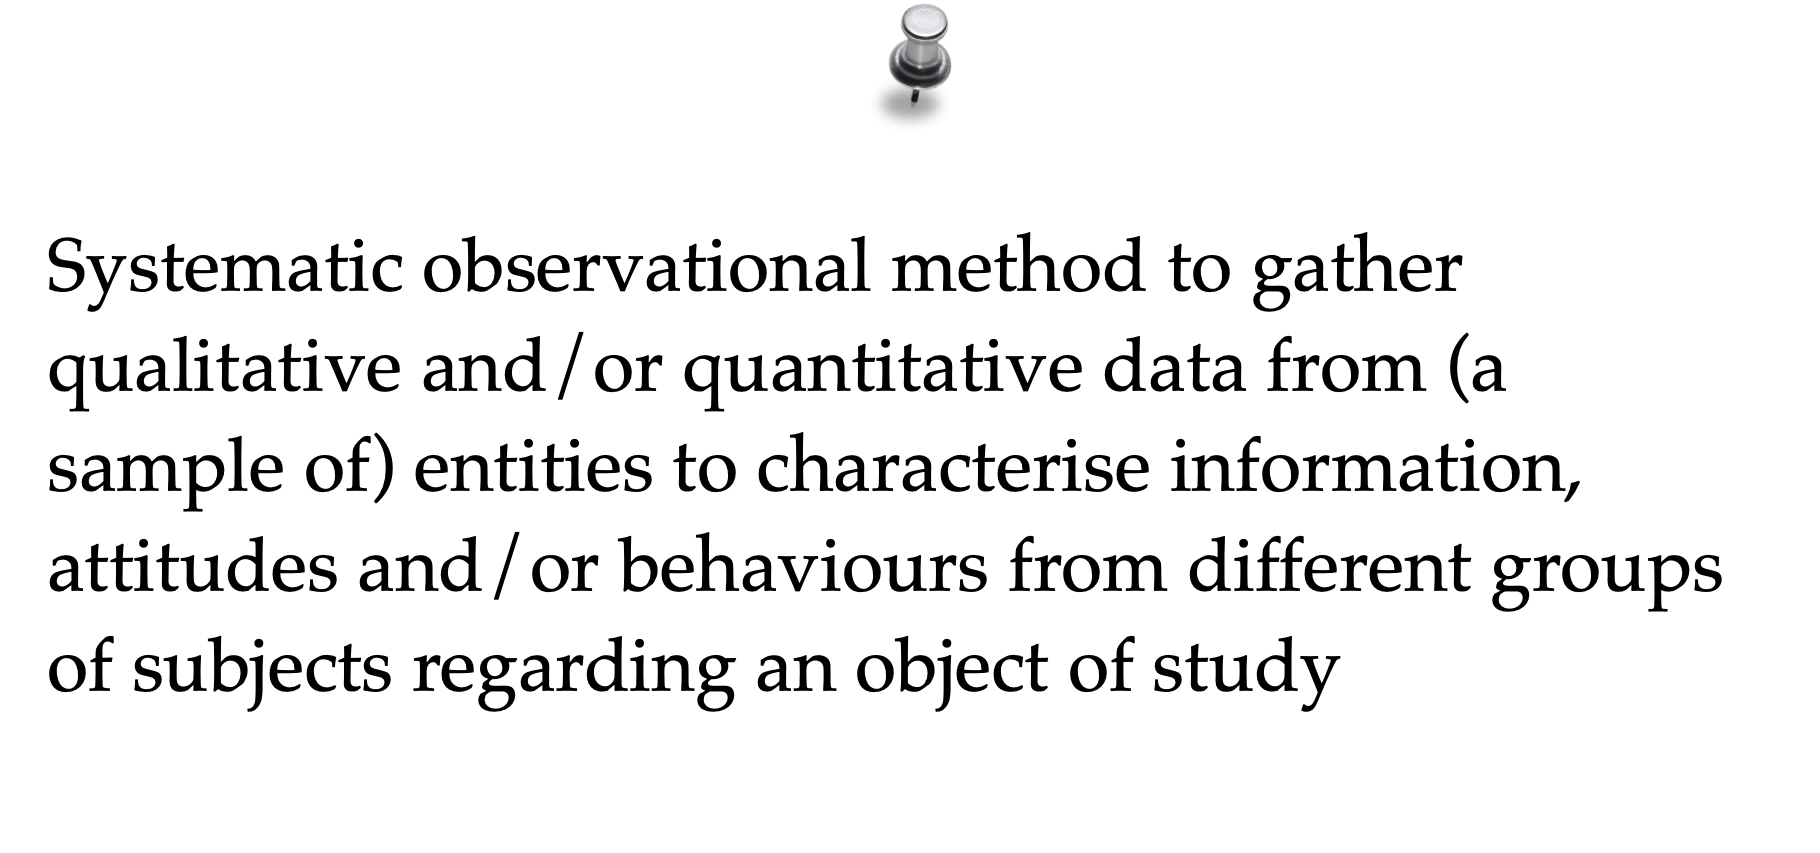 Systematic observational method to gather
qualitative and/or quantitative data from (a
sample of) entities to characterise information,
attitudes and/or behaviours from different groups
of subjects regarding an object of study